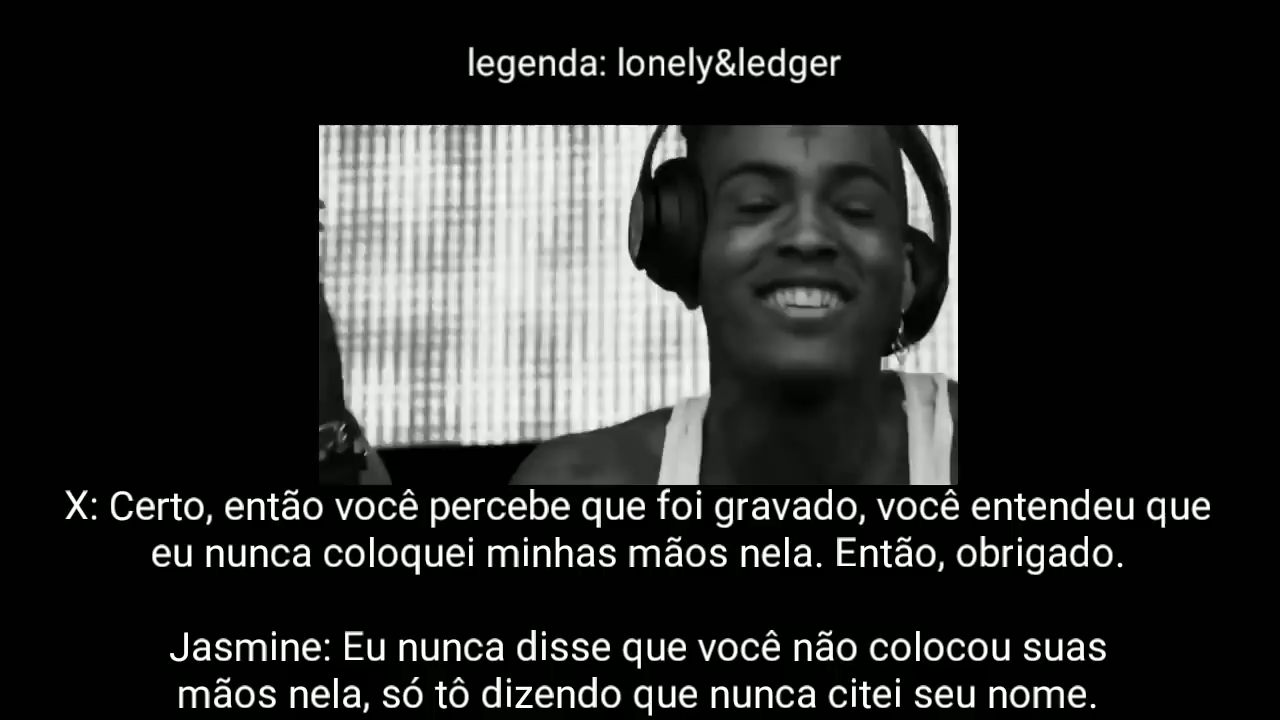 legenda: lonely&ledger
X: Certo, então você percebe que foi gravado, você entendeu que
eu nunca coloquei minhas mãos nela. Então, obrigado.
Jasmine: Eu nunca disse que você não colocou suas
mãos nela, só tô dizendo que nunca citei seu nome.